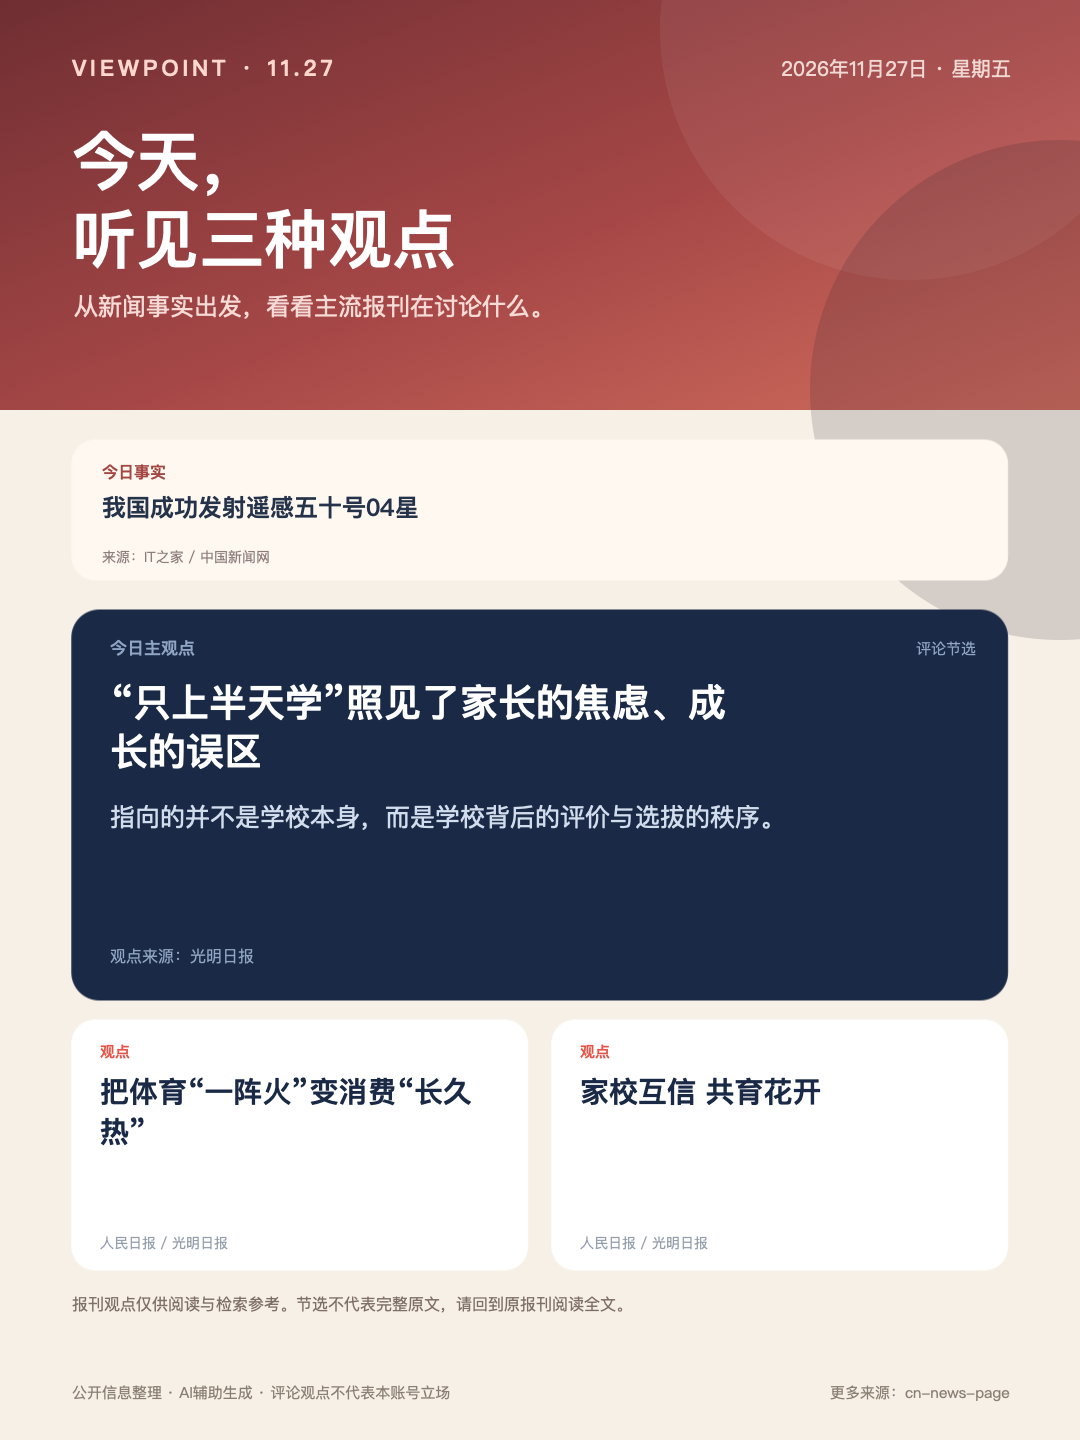 VIEWPOINT · 11.27
2026年11月27日 · 星期五
今天，
听见三种观点
从新闻事实出发，看看主流报刊在讨论什么。
今日事实
我国成功发射遥感五十号04星
来源：IT之家 / 中国新闻网
今日主观点
评论节选
“只上半天学”照见了家长的焦虑、成
长的误区
指向的并不是学校本身，而是学校背后的评价与选拔的秩序。
观点来源：光明日报
观点
把体育“一阵火”变消费“长久
热”
人民日报 / 光明日报
观点
家校互信 共育花开
人民日报 / 光明日报
报刊观点仅供阅读与检索参考。节选不代表完整原文，请回到原报刊阅读全文。
公开信息整理 · AI辅助生成 · 评论观点不代表本账号立场
更多来源：cn-news-page